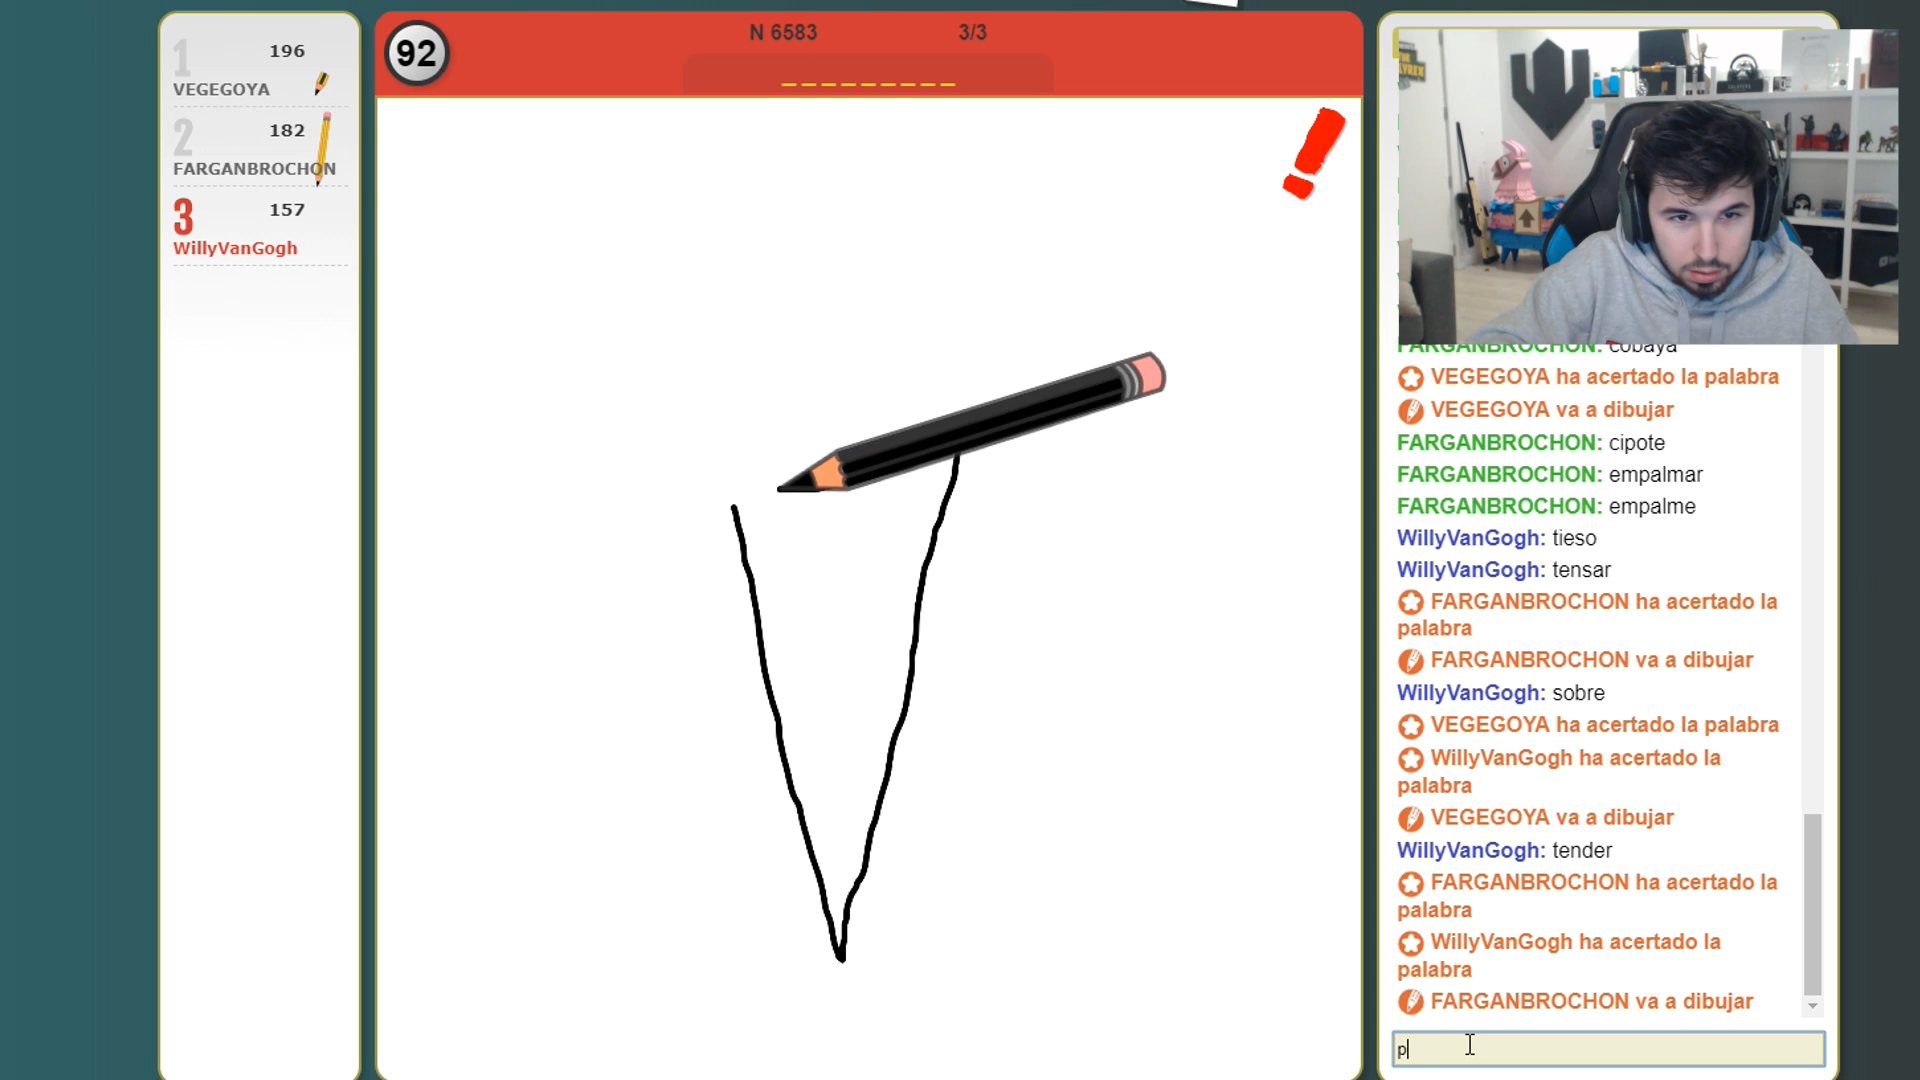 1 196
VEGEGOYA
2 182
FARGANBROCHON
3 157
WillyVanGogh
92
N 6583 3/3
FARGANBROCHON: cobaya
VEGEGOYA ha acertado la palabra
VEGEGOYA va a dibujar
FARGANBROCHON: cipote
FARGANBROCHON: empalmar
FARGANBROCHON: empalme
WillyVanGogh: tieso
WillyVanGogh: tensar
FARGANBROCHON ha acertado la
palabra
FARGANBROCHON va a dibujar
WillyVanGogh: sobre
VEGEGOYA ha acertado la palabra
WillyVanGogh ha acertado la
palabra
VEGEGOYA va a dibujar
WillyVanGogh: tender
FARGANBROCHON ha acertado la
palabra
WillyVanGogh ha acertado la
palabra
FARGANBROCHON va a dibujar
p